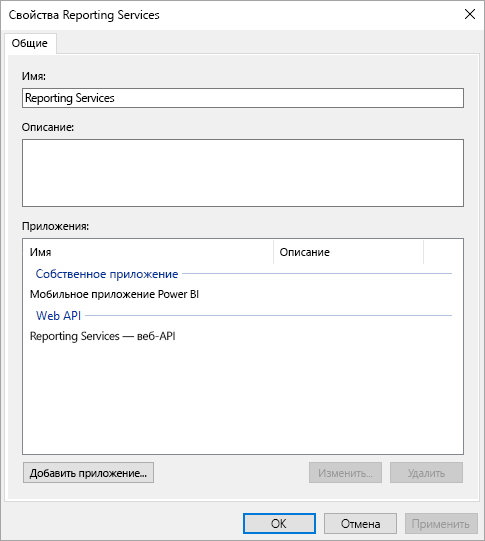 Свойства Reporting Services
Общие
Имя:
Reporting Services
Описание:
Приложения:
Имя Описание
Собственное приложение
Мобильное приложение Power BI
Web API
Reporting Services — веб-API
Добавить приложение... Изменить... Удалить
OK Отмена Применить